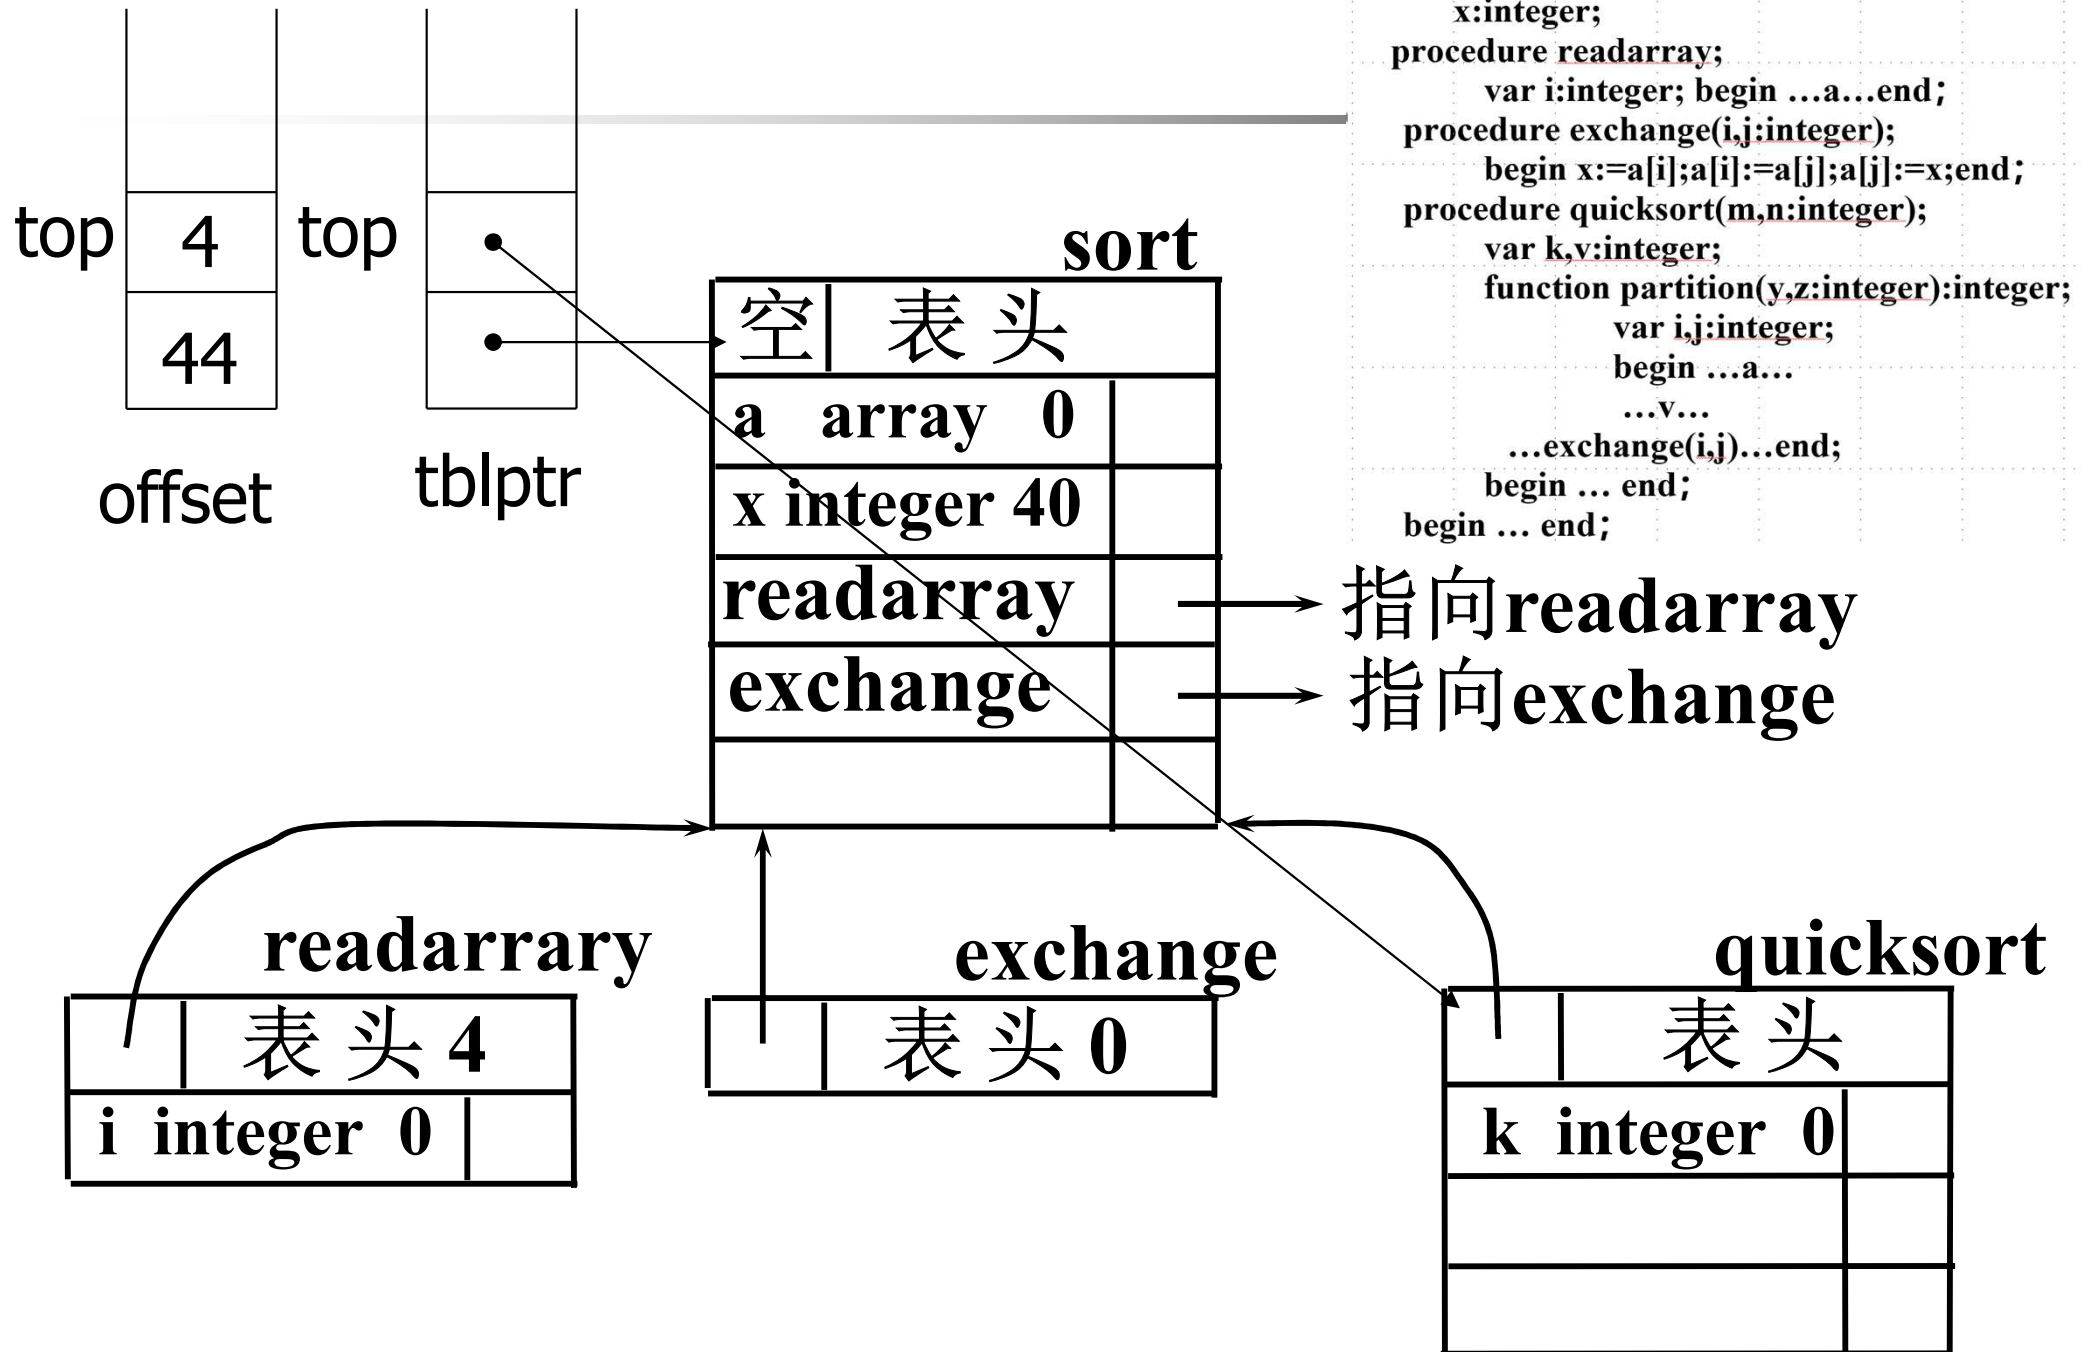 x:integer;
procedure readarray;
var i:integer; begin …a…end;
procedure exchange(i,j:integer);
begin x:=a[i];a[i]:=a[j];a[j]:=x;end;
procedure quicksort(m,n:integer);
var k,v:integer;
function partition(y,z:integer):integer;
var i,j:integer;
begin …a…
…v…
…exchange(i,j)…end;
begin … end;
begin … end;
top 4 top
44
offset tblptr
sort
空 表 头
a array 0
x integer 40
readarray 指向readarray
exchange 指向exchange
readarrary
表 头 4
i integer 0
exchange
表 头 0
quicksort
表 头
k integer 0